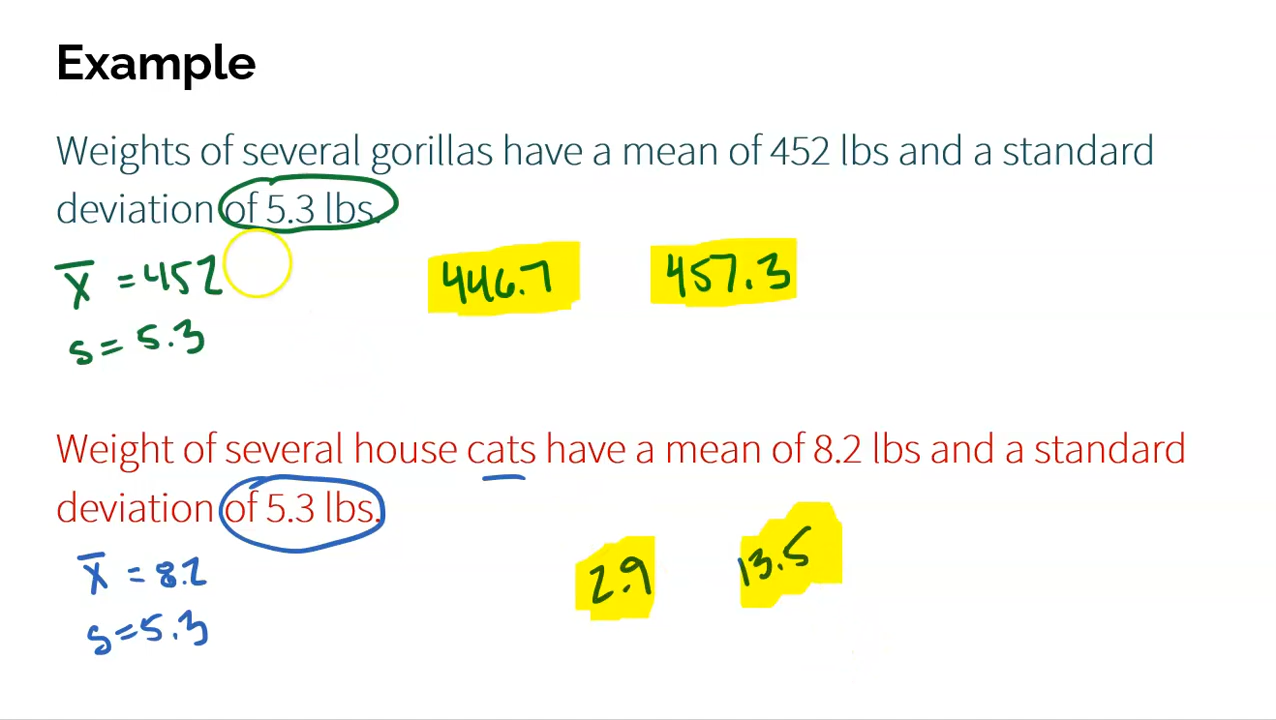 Example
Weights of several gorillas have a mean of 452 lbs and a standard
deviation of 5.3 lbs.
x̄ = 452
446.7
457.3
s = 5.3
Weight of several house cats have a mean of 8.2 lbs and a standard
deviation of 5.3 lbs.
x̄ = 8.2
2.9
13.5
s = 5.3